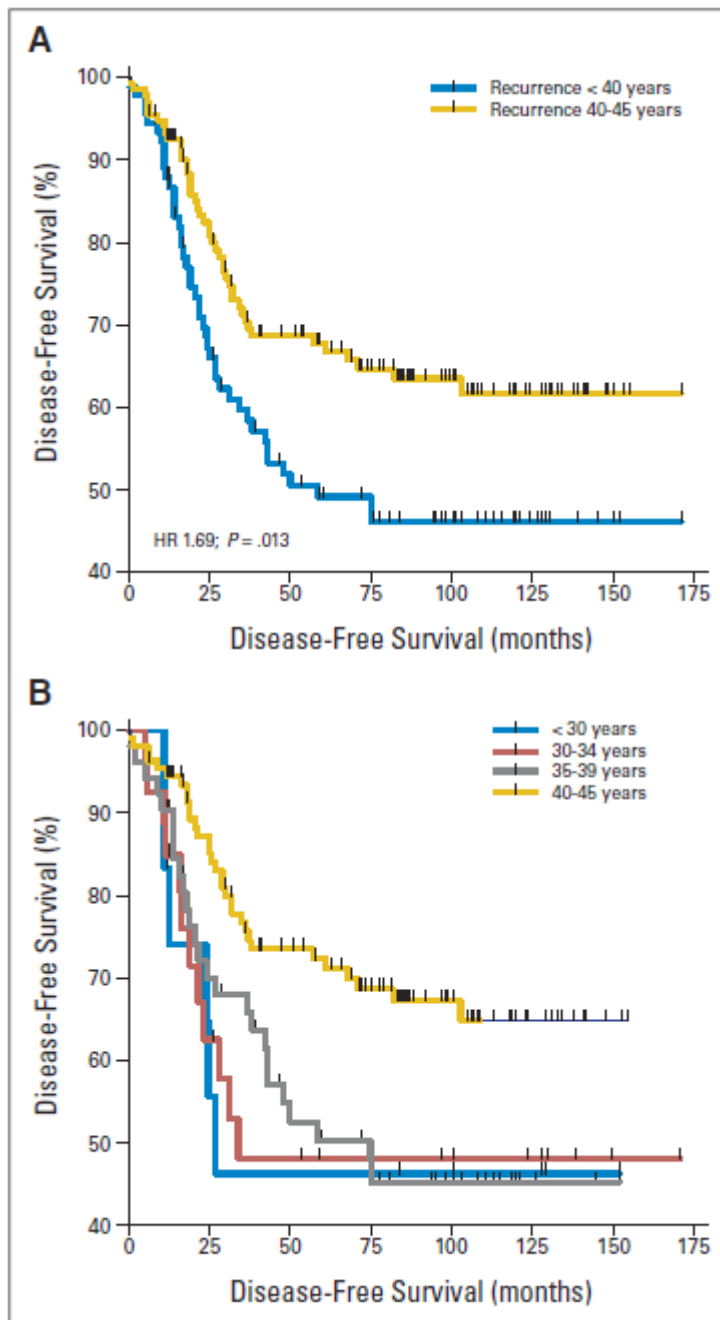 A
100
90
80
70
60
50
40
Disease-Free Survival (%)
Recurrence < 40 years
Recurrence 40-45 years
HR 1.69; P = .013
0 25 50 75 100 125 150 175
Disease-Free Survival (months)
B
100
90
80
70
60
50
40
Disease-Free Survival (%)
< 30 years
30-34 years
35-39 years
40-45 years
0 25 50 75 100 125 150 175
Disease-Free Survival (months)